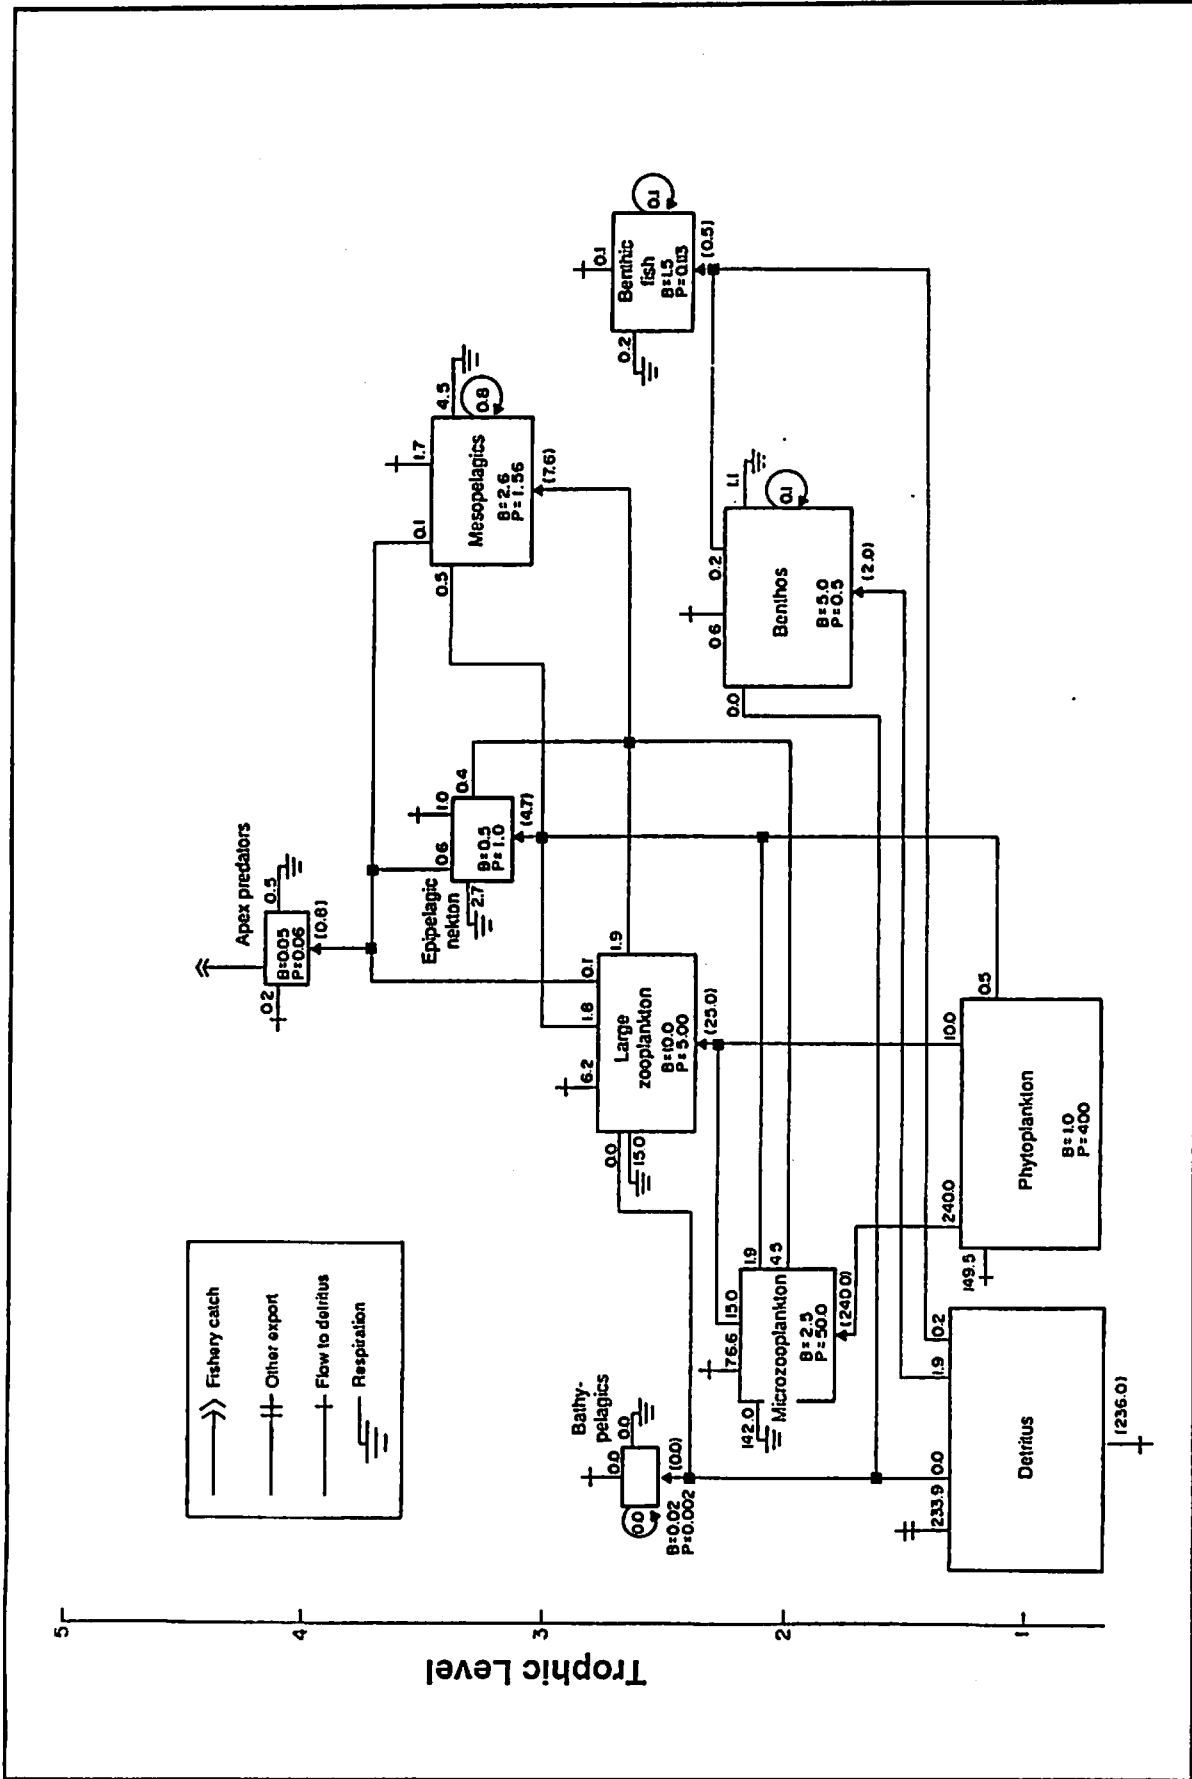 Trophic Level
5
4
3
2
1
Fishery catch
Other export
Flow to detritus
Respiration
Apex predators
0.2
0.5
B=0.05
P=0.06
(0.8)
Epipelagic
nekton
0.6
1.0
0.4
2.7
B=0.5
P=1.0
(4.7)
0.1
1.7
4.5
0.5
Mesopelagics
B=2.6
P=1.56
0.8
(7.6)
0.1
Benthic
fish
B=1.5
P=0.113
0.2
0.1
(0.5)
Bathy-
pelagics
0.0
0.0
0.0
(0.0)
B=0.02
P=0.002
6.2
1.8
0.1
1.9
0.0
15.0
Large
zooplankton
B=10.0
P=5.00
(25.0)
0.6
0.2
1.1
0.0
Benthos
B=5.0
P=0.5
0.1
(2.0)
76.6
15.0
1.9
4.5
142.0
Microzooplankton
B=2.5
P=50.0
(240.0)
149.5
240.0
10.0
0.5
Phytoplankton
B=1.0
P=400
233.9
0.0
1.9
0.2
Detritus
(236.0)